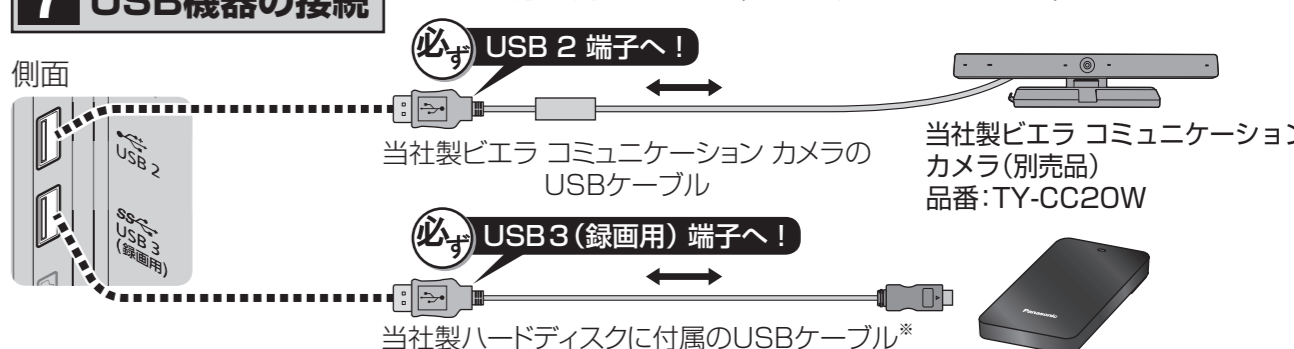 7 USB機器の接続
側面
USB 2
SS
USB 3
(録画用)
必ず USB 2 端子へ!
当社製ビエラ コミュニケーション カメラの
USBケーブル
当社製ビエラ コミュニケーション
カメラ(別売品)
品番:TY-CC20W
必ず USB3(録画用)端子へ!
当社製ハードディスクに付属のUSBケーブル※
Panasonic